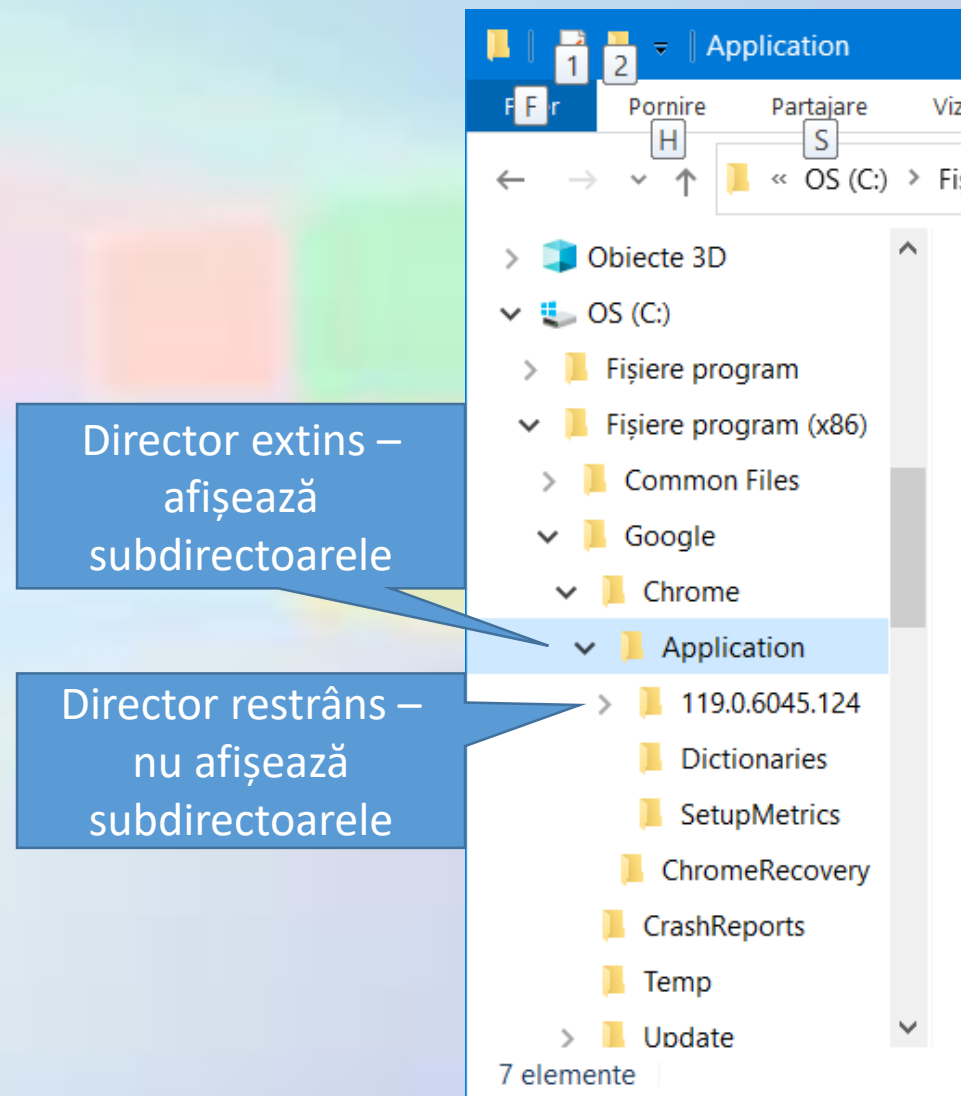 Application
1
2
F
r
Pornire
Partajare
H
S
« OS (C:)
Obiecte 3D
OS (C:)
Fișiere program
Fișiere program (x86)
Common Files
Google
Chrome
Application
119.0.6045.124
Dictionaries
SetupMetrics
ChromeRecovery
CrashReports
Temp
Update
7 elemente
Director extins –
afișează
subdirectoarele
Director restrâns –
nu afișează
subdirectoarele